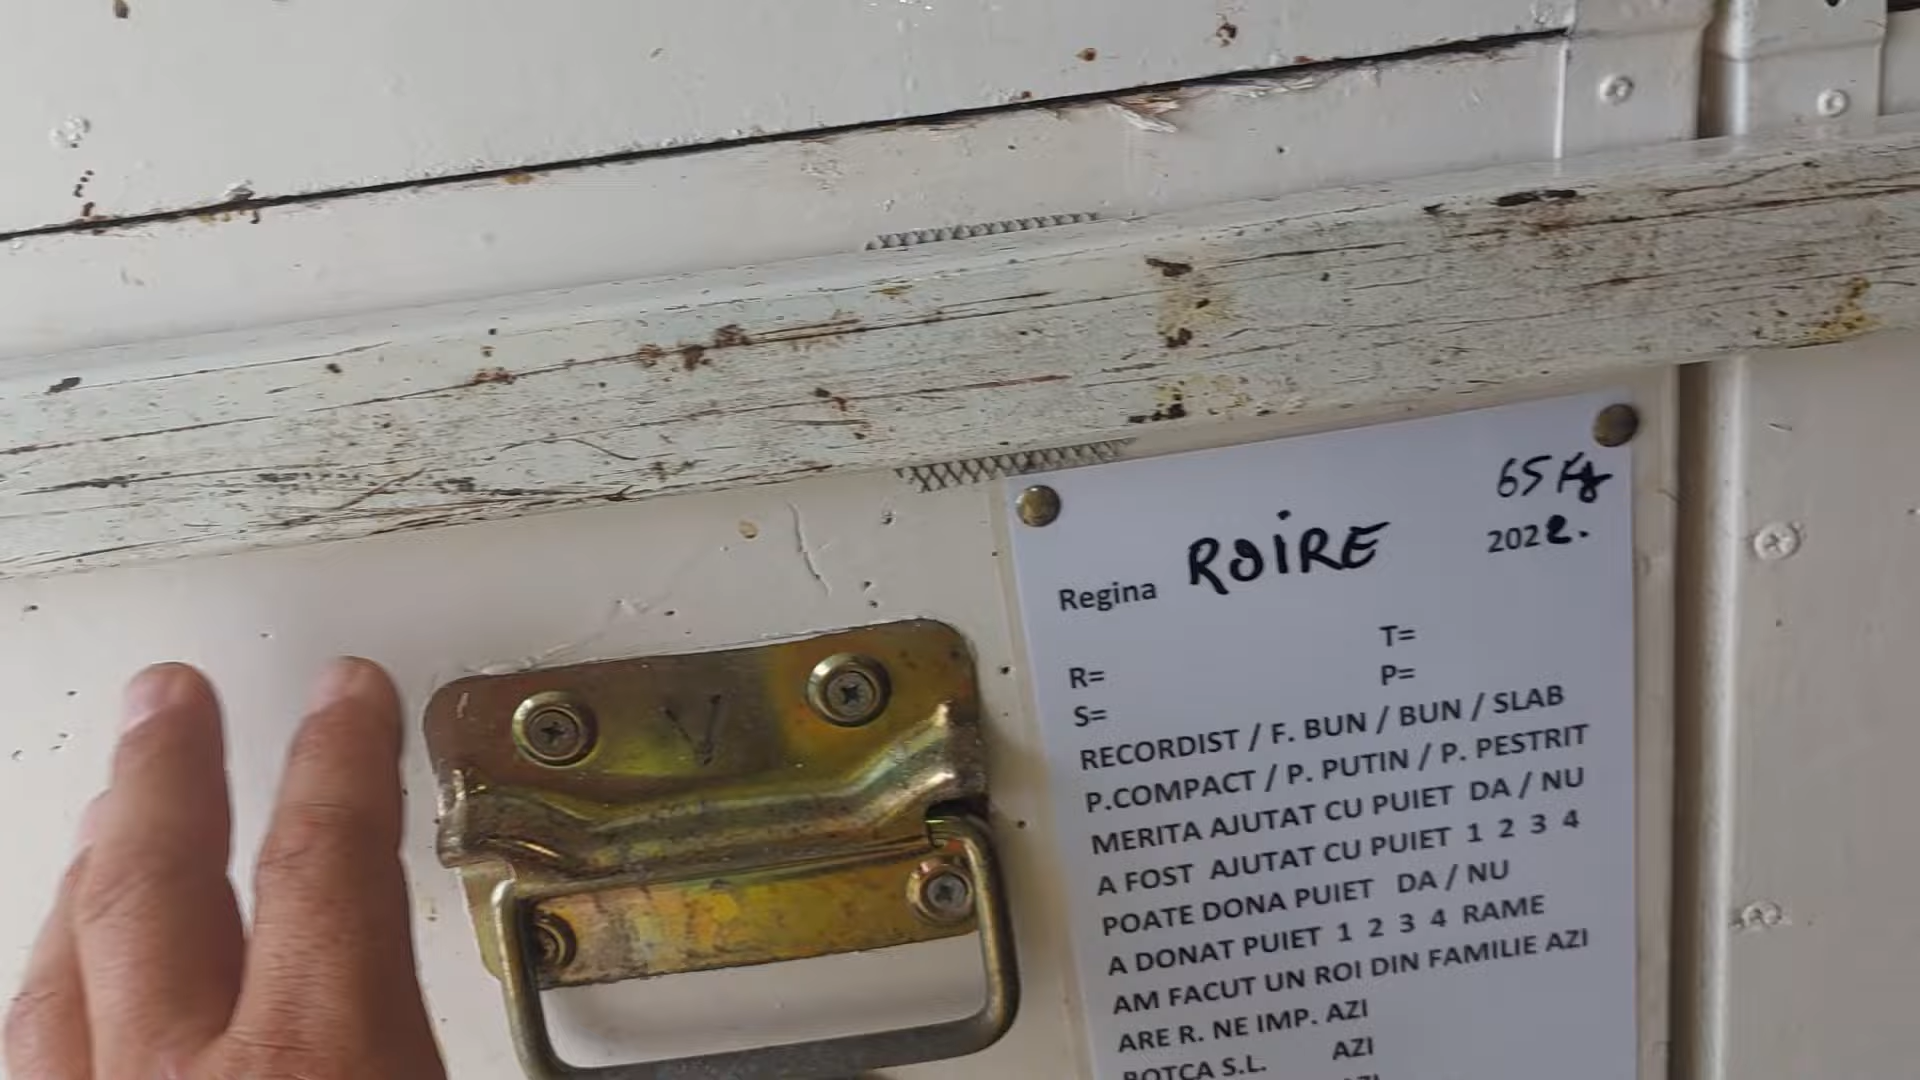 65 Kg
Regina ROIRE 2022.
T=
R= P=
S=
RECORDIST / F. BUN / BUN / SLAB
P.COMPACT / P. PUTIN / P. PESTRIT
MERITA AJUTAT CU PUIET DA / NU
A FOST AJUTAT CU PUIET 1 2 3 4
POATE DONA PUIET DA / NU
A DONAT PUIET 1 2 3 4 RAME
AM FACUT UN ROI DIN FAMILIE AZI
ARE R. NE IMP. AZI
BOTCA S.L. AZI